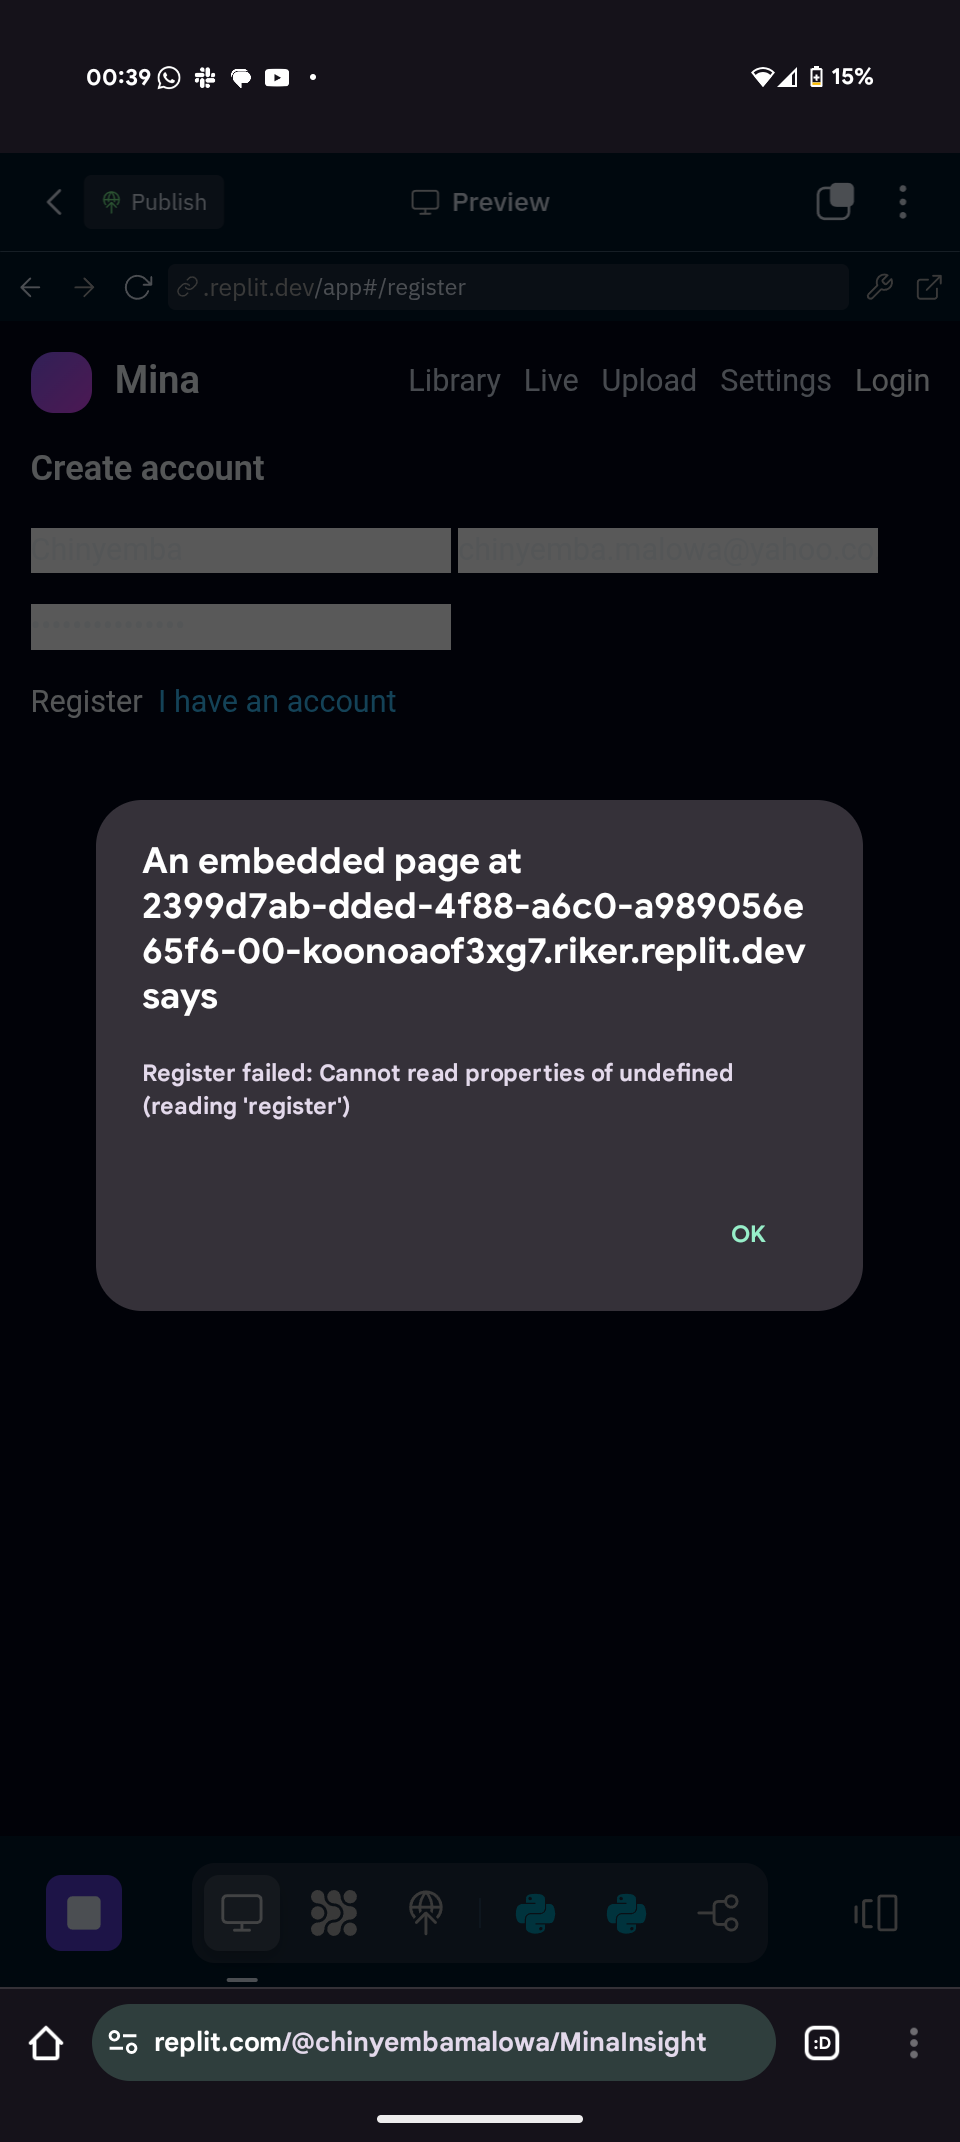 00:39
15%
Publish
Preview
.replit.dev/app#/register
Mina
Library Live Upload Settings Login
Create account
Chinyemba chinyemba.malowa@yahoo.co
Register I have an account
An embedded page at
2399d7ab-dded-4f88-a6c0-a989056e
65f6-00-koonoaof3xg7.riker.replit.dev
says
Register failed: Cannot read properties of undefined
(reading 'register')
OK
replit.com/@chinyembamalowa/MinaInsight
:D